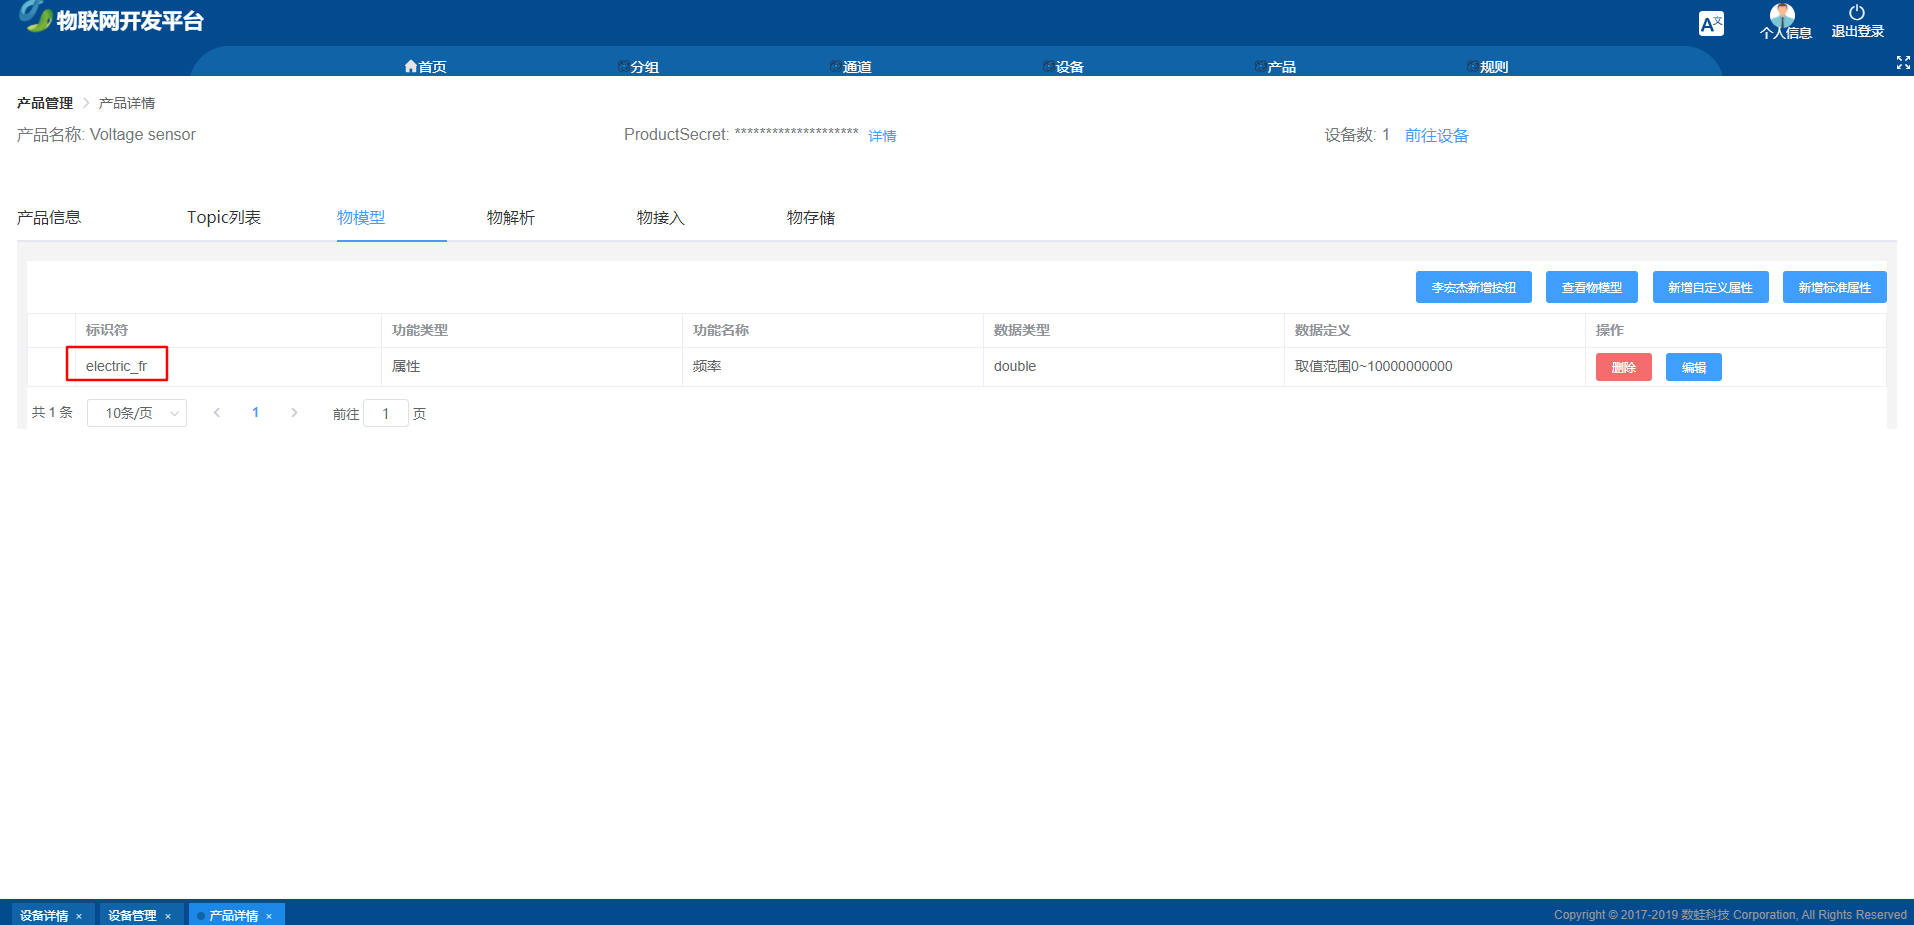 物联网开发平台
A文
个人信息
退出登录
首页 分组 通道 设备 产品 规则
产品管理 > 产品详情
产品名称: Voltage sensor ProductSecret: ******************** 详情 设备数: 1 前往设备
产品信息 Topic列表 物模型 物解析 物接入 物存储
李宏杰新增按钮 查看物模型 新增自定义属性 新增标准属性
标识符 功能类型 功能名称 数据类型 数据定义 操作
electric_fr 属性 频率 double 取值范围0~10000000000 删除 编辑
共 1 条 10条/页 < 1 > 前往 1 页
设备详情 × 设备管理 × 产品详情 × Copyright © 2017-2019 数蛙科技 Corporation, All Rights Reserved